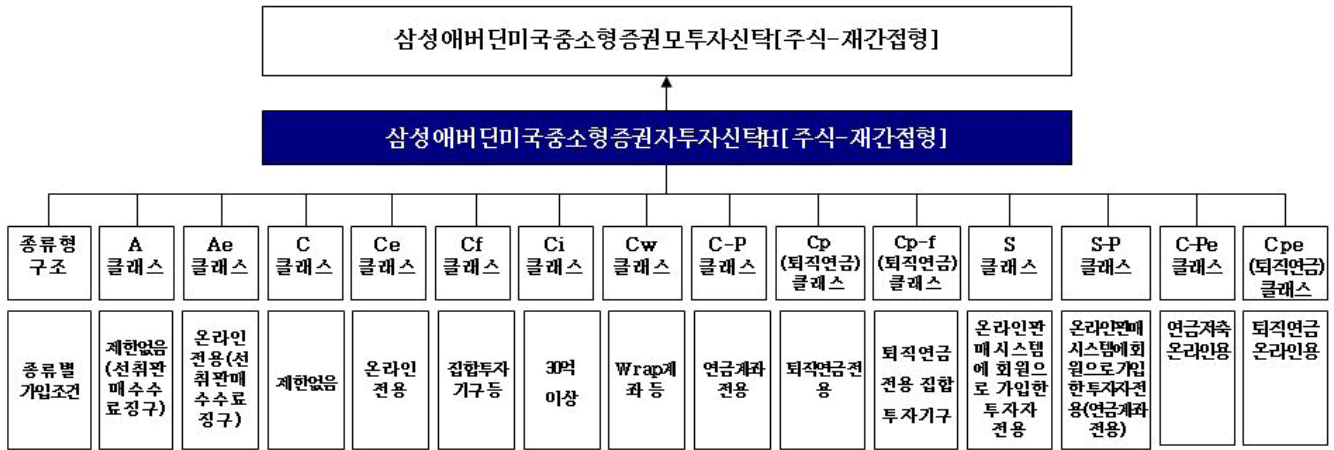 삼성애버딘미국중소형증권모투자신탁[주식-재간접형]
삼성애버딘미국중소형증권자투자신탁H[주식-재간접형]
종류형
구조
A
클래스
Ae
클래스
C
클래스
Ce
클래스
Cf
클래스
Ci
클래스
Cw
클래스
C-P
클래스
Cp
(퇴직연금)
클래스
Cp-f
(퇴직연금)
클래스
S
클래스
S-P
클래스
C-Pe
클래스
Cpe
(퇴직연금)
클래스
종류별
가입조건
제한없음
(선취판
매수수
료징구)
온라인
전용(선
취판매
수수료
징구)
제한없음
온라인
전용
집합투자
기구등
30억
이상
Wrap계
좌 등
연금계좌
전용
퇴직연금전
용
퇴직연금
전용 집합
투자기구
온라인판
매시스템
에 회원으
로 가입한
투자자
전용
온라인판매
시스템에회
원으로가입
한투자자전
용(연금계좌
전용)
연금저축
온라인용
퇴직연금
온라인용